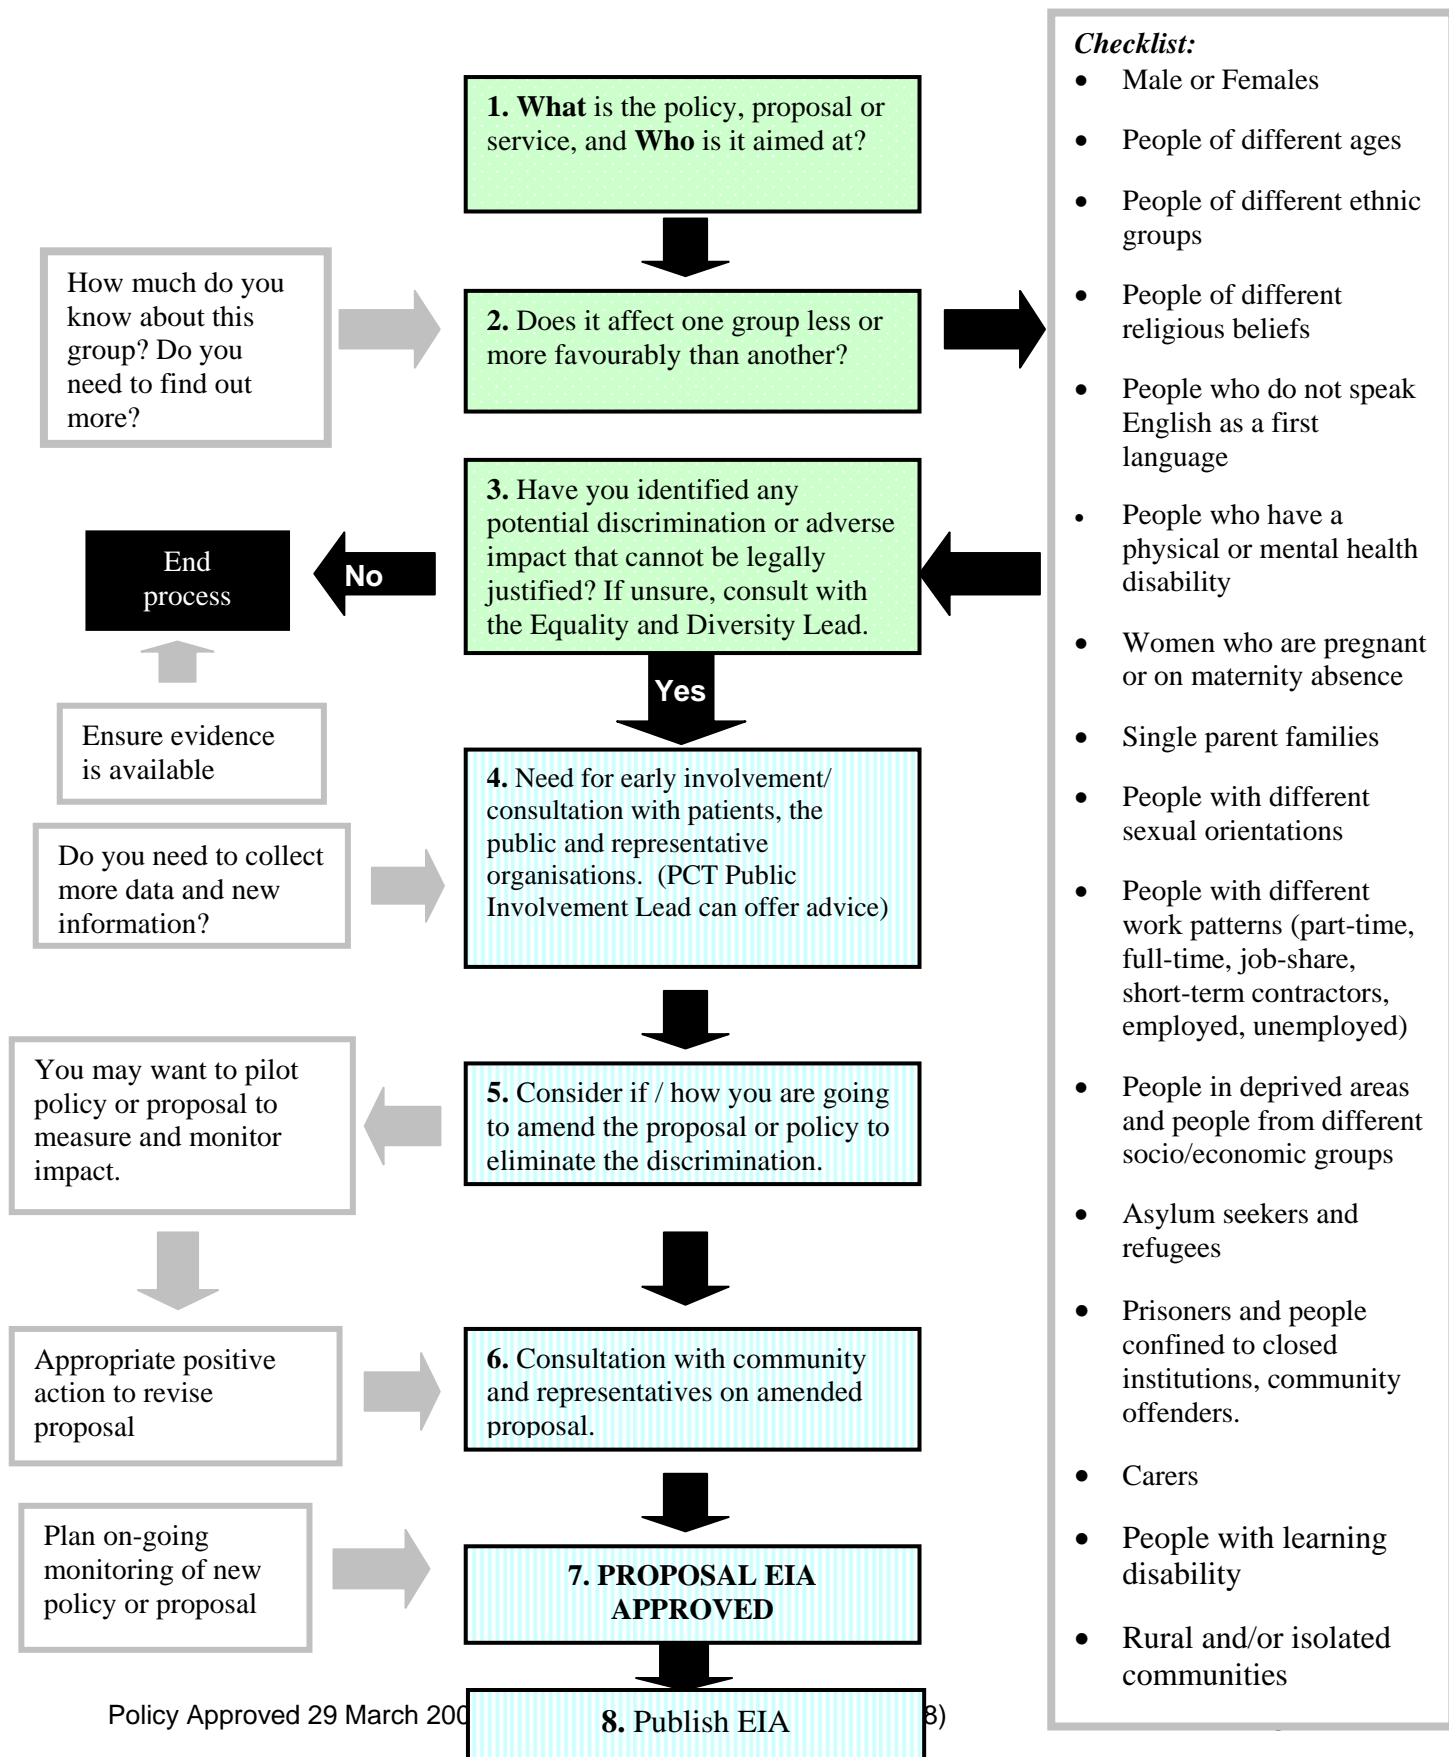 1. What is the policy, proposal or
service, and Who is it aimed at?
How much do you
know about this
group? Do you
need to find out
more?
2. Does it affect one group less or
more favourably than another?
3. Have you identified any
potential discrimination or adverse
impact that cannot be legally
justified? If unsure, consult with
the Equality and Diversity Lead.
No
End
process
Ensure evidence
is available
Yes
4. Need for early involvement/
consultation with patients, the
public and representative
organisations.  (PCT Public
Involvement Lead can offer advice)
Do you need to collect
more data and new
information?
5. Consider if / how you are going
to amend the proposal or policy to
eliminate the discrimination.
You may want to pilot
policy or proposal to
measure and monitor
impact.
Appropriate positive
action to revise
proposal
6. Consultation with community
and representatives on amended
proposal.
Plan on-going
monitoring of new
policy or proposal
7. PROPOSAL EIA
APPROVED
8. Publish EIA
Checklist:
• Male or Females
• People of different ages
• People of different ethnic
groups
• People of different
religious beliefs
• People who do not speak
English as a first
language
• People who have a
physical or mental health
disability
• Women who are pregnant
or on maternity absence
• Single parent families
• People with different
sexual orientations
• People with different
work patterns (part-time,
full-time, job-share,
short-term contractors,
employed, unemployed)
• People in deprived areas
and people from different
socio/economic groups
• Asylum seekers and
refugees
• Prisoners and people
confined to closed
institutions, community
offenders.
• Carers
• People with learning
disability
• Rural and/or isolated
communities
Policy Approved 29 March 200 8)